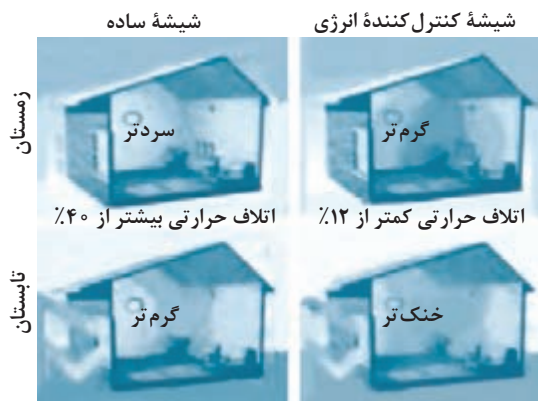 شیشهٔ کنترل‌کنندهٔ انرژی
شیشهٔ ساده
زمستان
گرم‌تر
سردتر
اتلاف حرارتی کمتر از ۱۲٪
اتلاف حرارتی بیشتر از ۴۰٪
تابستان
خنک‌تر
گرم‌تر